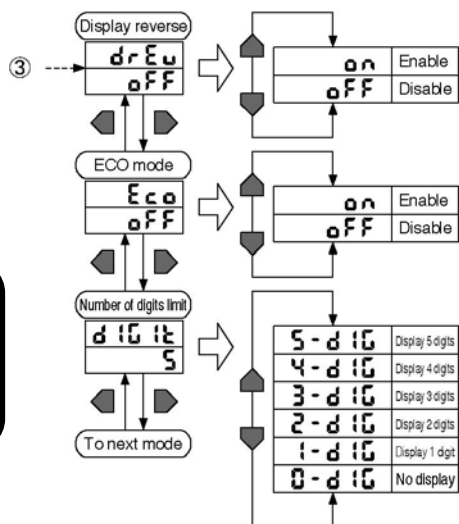 Display reverse
drEv
oFF
on Enable
oFF Disable
③
ECO mode
Eco
oFF
on Enable
oFF Disable
Number of digits limit
dIGIt
5
5-dIG Display 5 digits
4-dIG Display 4 digits
3-dIG Display 3 digits
2-dIG Display 2 digits
1-dIG Display 1 digit
0-dIG No display
To next mode